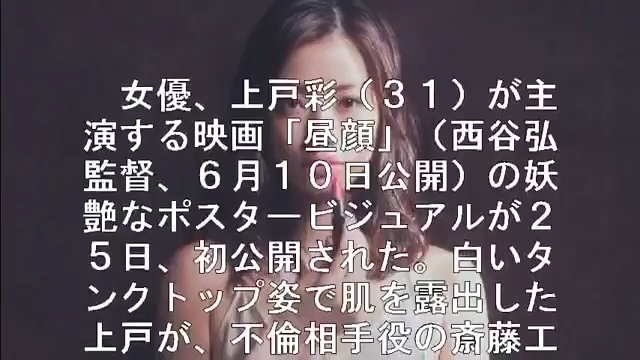 女優、上戸彩（３１）が主
演する映画「昼顔」（西谷弘
監督、６月１０日公開）の妖
艶なポスタービジュアルが２
５日、初公開された。白いタ
ンクトップ姿で肌を露出した
上戸が、不倫相手役の斎藤工